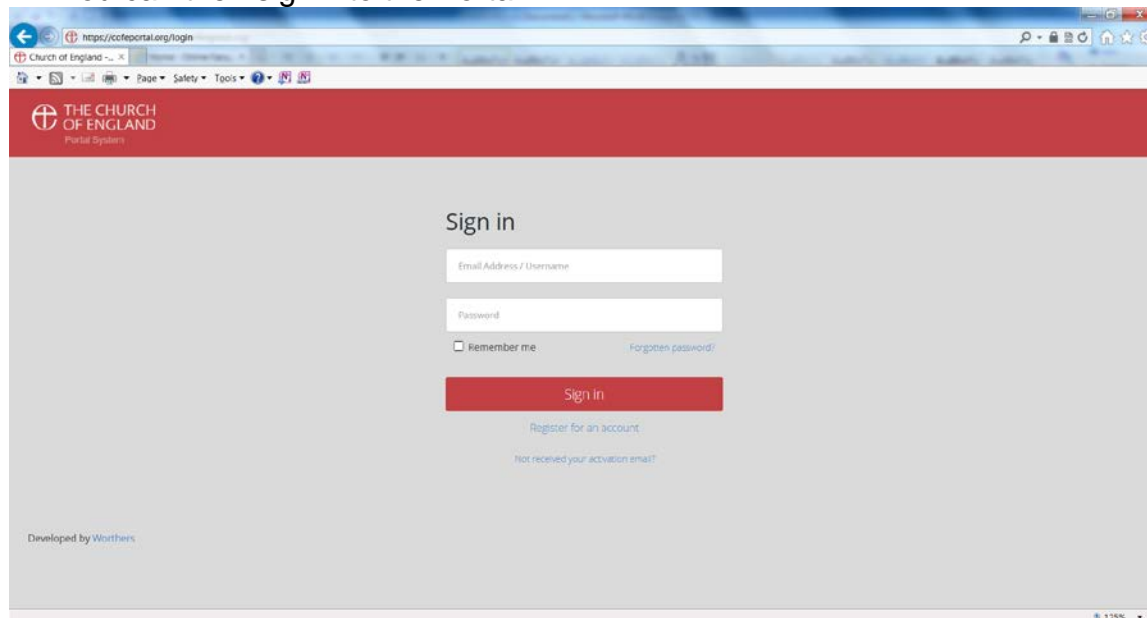 https://cofeportal.org/login
Church of England -...
Page Safety Tools
THE CHURCH
OF ENGLAND
Portal System
Sign in
Email Address / Username
Password
Remember me
Forgotten password?
Sign in
Register for an account
Not received your activation email?
Developed by Worthers
125%